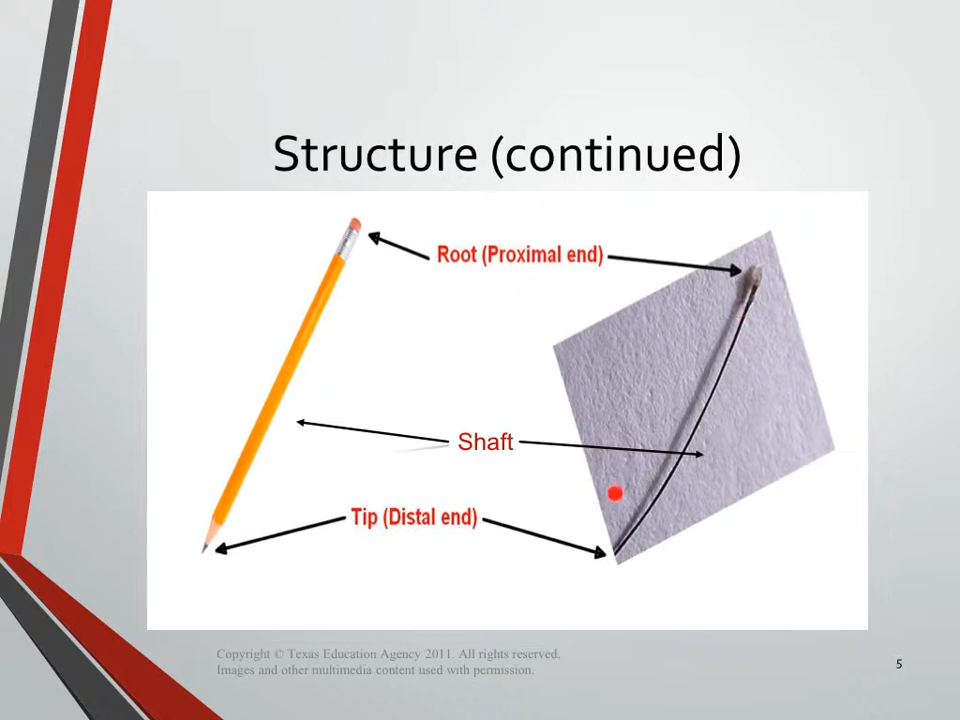 Structure (continued)
Root (Proximal end)
Shaft
Tip (Distal end)
Copyright © Texas Education Agency 2011. All rights reserved.
Images and other multimedia content used with permission.
5